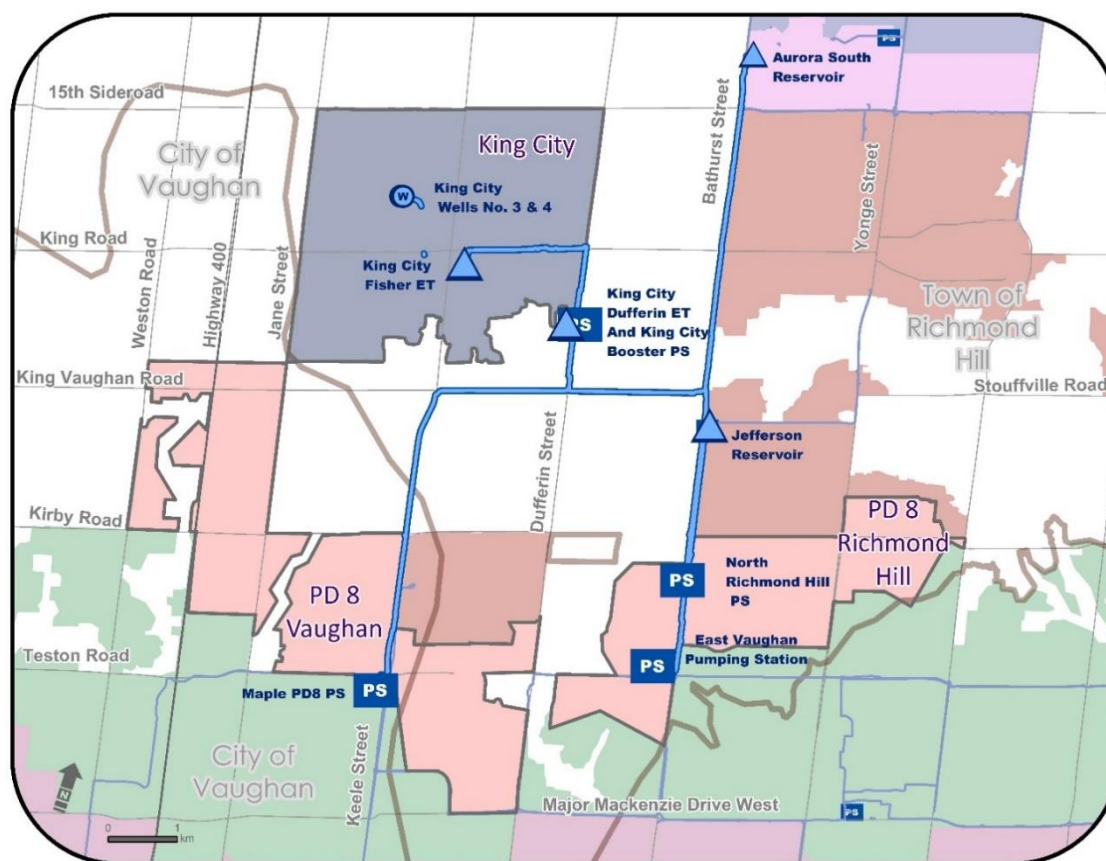 PS
Aurora South
Reservoir
15th Sideroad
City of
Vaughan
King City
W
King City
Wells No. 3 & 4
Bathurst Street
Yonge Street
King Road
Weston Road
Highway 400
Jane Street
King City
Fisher ET
King City
Dufferin ET
And King City
Booster PS
PS
Town of
Richmond
Hill
King Vaughan Road
Stouffville Road
Jefferson
Reservoir
Dufferin Street
Kirby Road
PD 8
Richmond
Hill
PD 8
Vaughan
PS
North
Richmond Hill
PS
Teston Road
East Vaughan
Pumping Station
PS
Maple PD8 PS
PS
City of
Vaughan
Keele Street
Major Mackenzie Drive West
PS
N
0 1
km